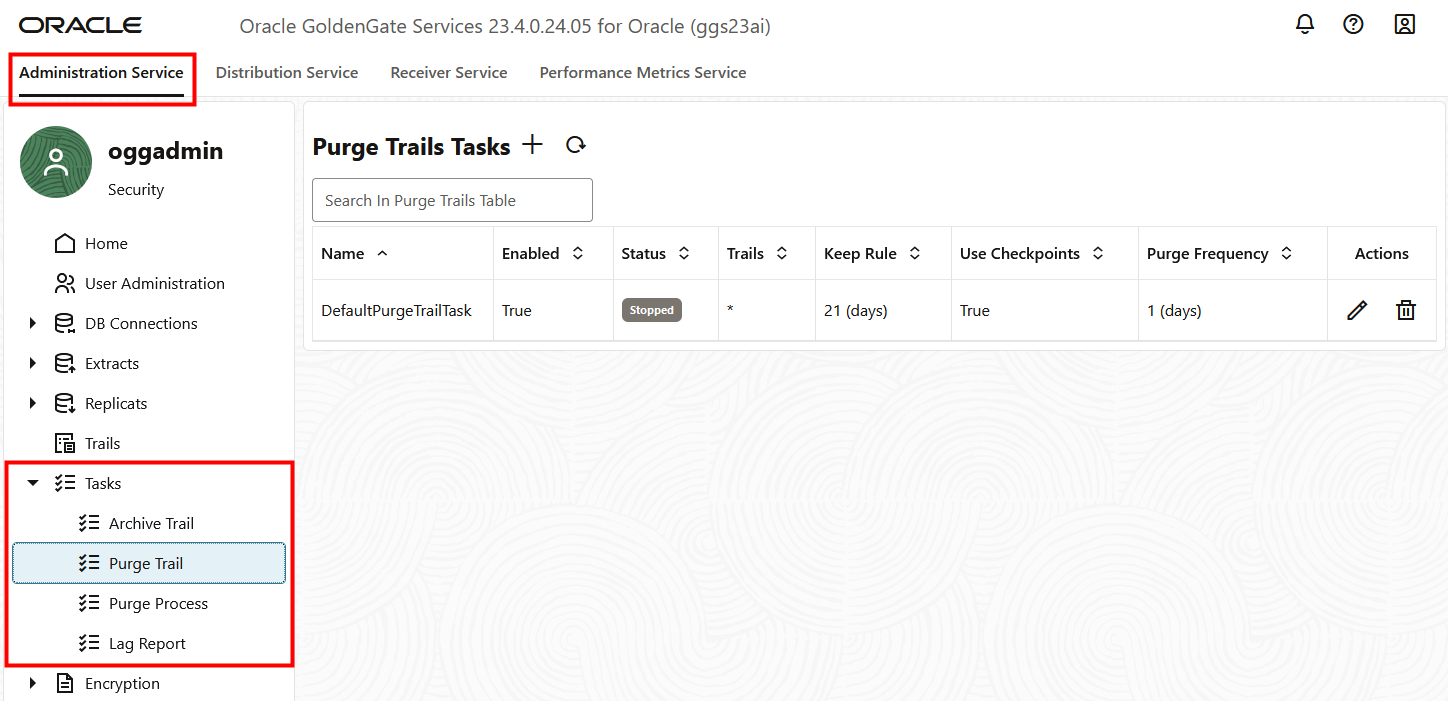 ORACLE
Oracle GoldenGate Services 23.4.0.24.05 for Oracle (ggs23ai)
Administration Service
Distribution Service
Receiver Service
Performance Metrics Service
oggadmin
Security
Home
User Administration
DB Connections
Extracts
Replicats
Trails
Tasks
Archive Trail
Purge Trail
Purge Process
Lag Report
Encryption
Purge Trails Tasks
Search In Purge Trails Table
Name Enabled Status Trails Keep Rule Use Checkpoints Purge Frequency Actions
DefaultPurgeTrailTask True Stopped * 21 (days) True 1 (days)